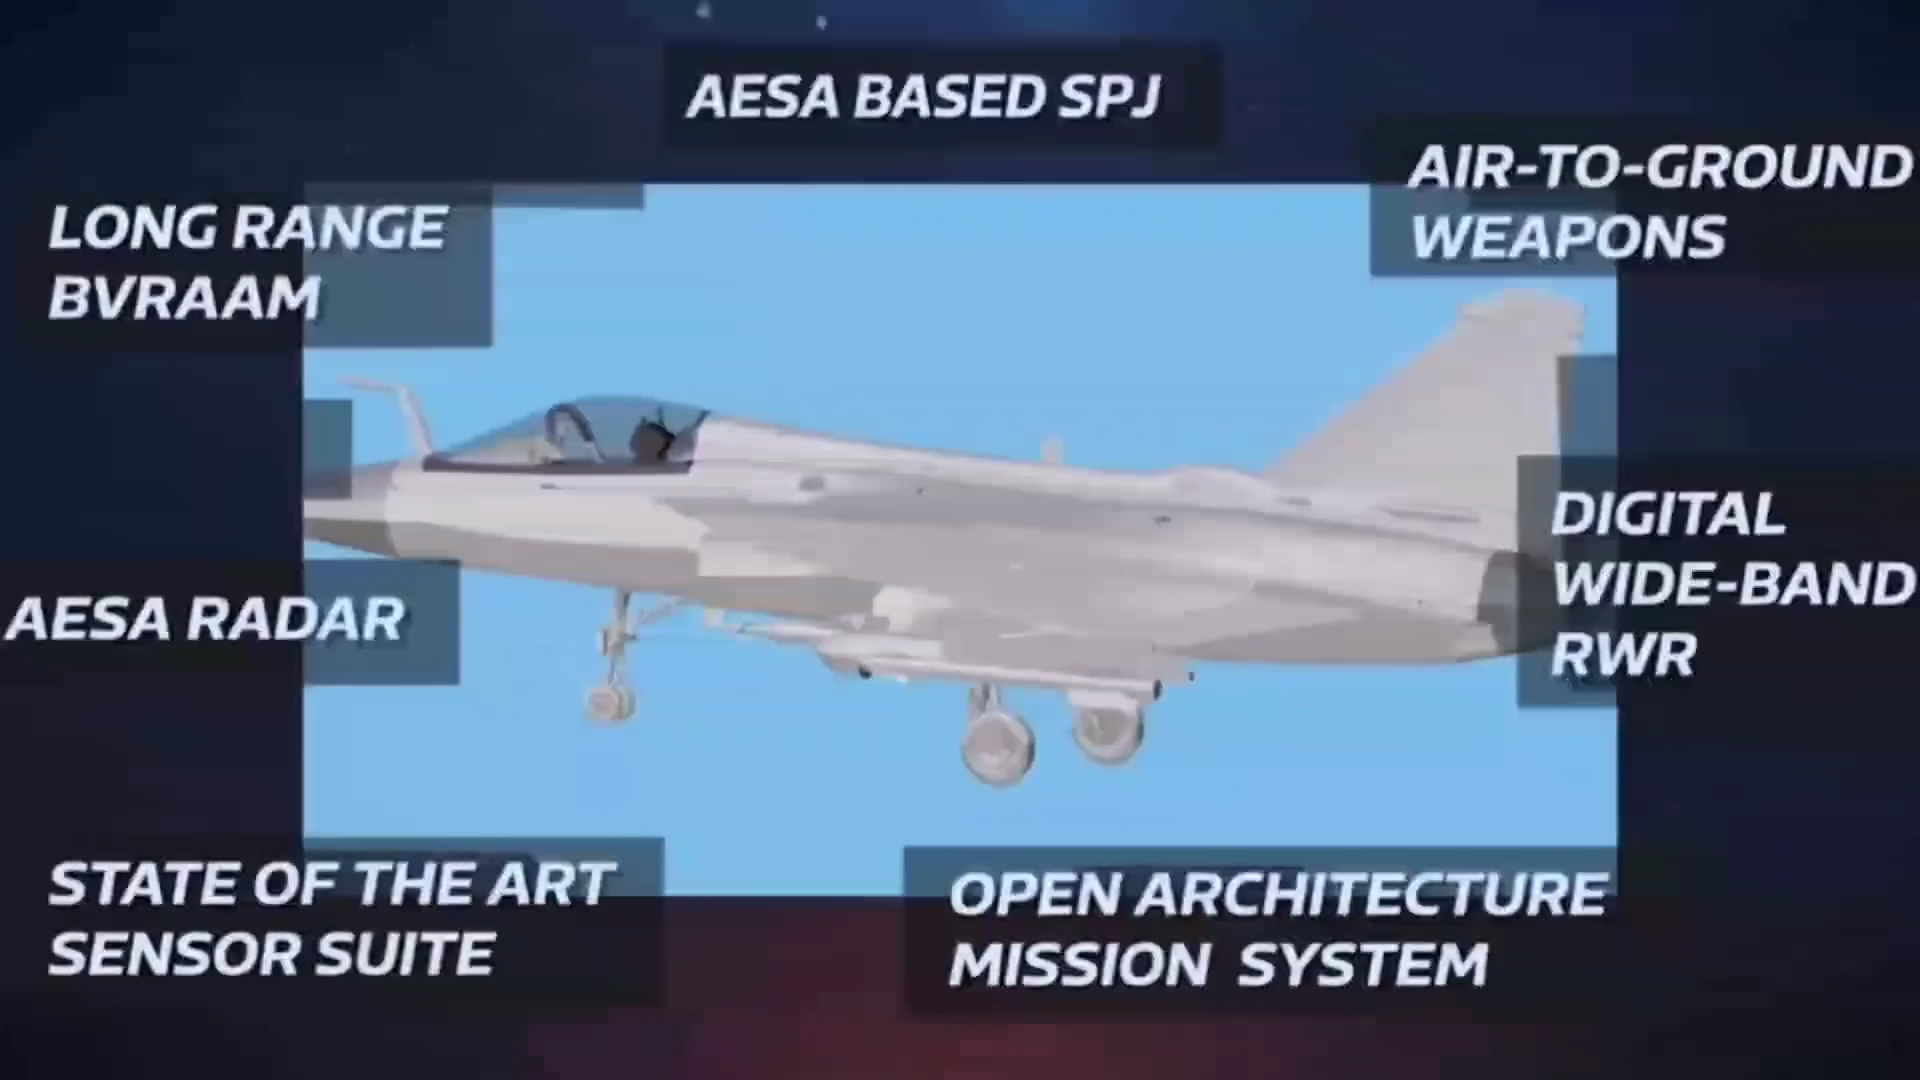 AESA BASED SPJ
AIR-TO-GROUND
WEAPONS
LONG RANGE
BVRAAM
DIGITAL
WIDE-BAND
RWR
AESA RADAR
STATE OF THE ART
SENSOR SUITE
OPEN ARCHITECTURE
MISSION SYSTEM